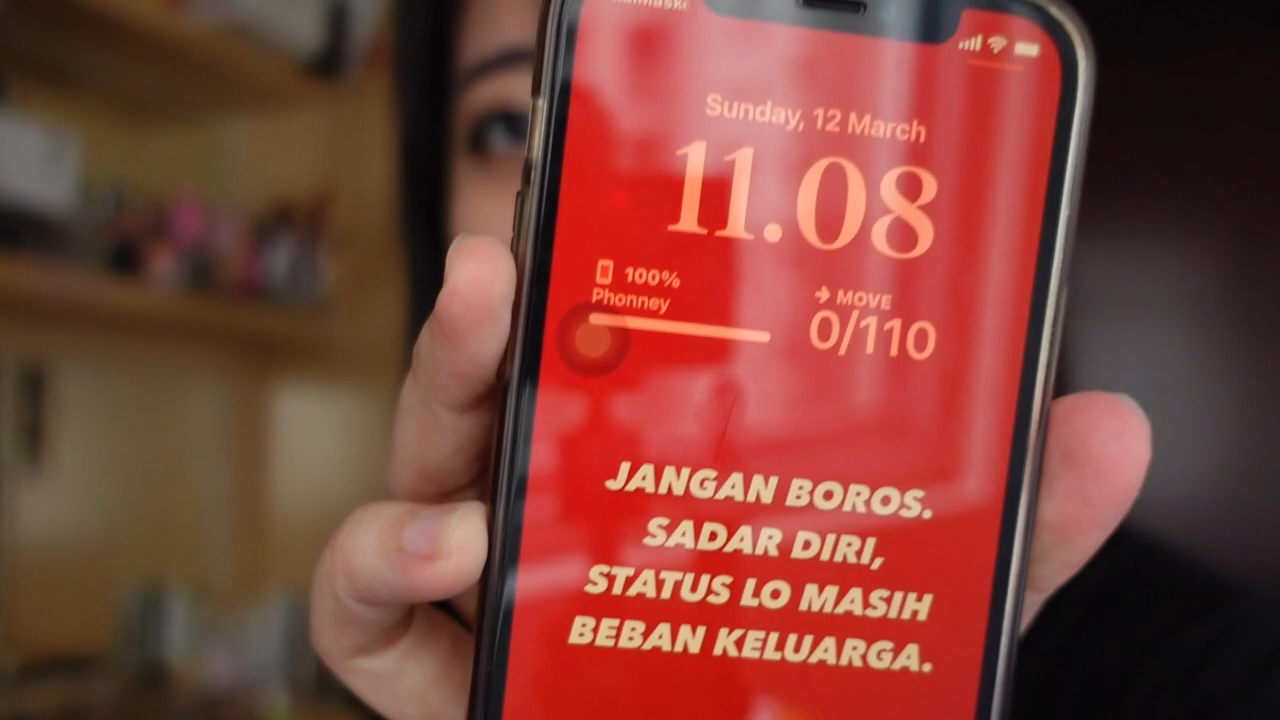 Sunday, 12 March
11.08
100%
Phonney
MOVE
0/110
JANGAN BOROS.
SADAR DIRI,
STATUS LO MASIH
BEBAN KELUARGA.